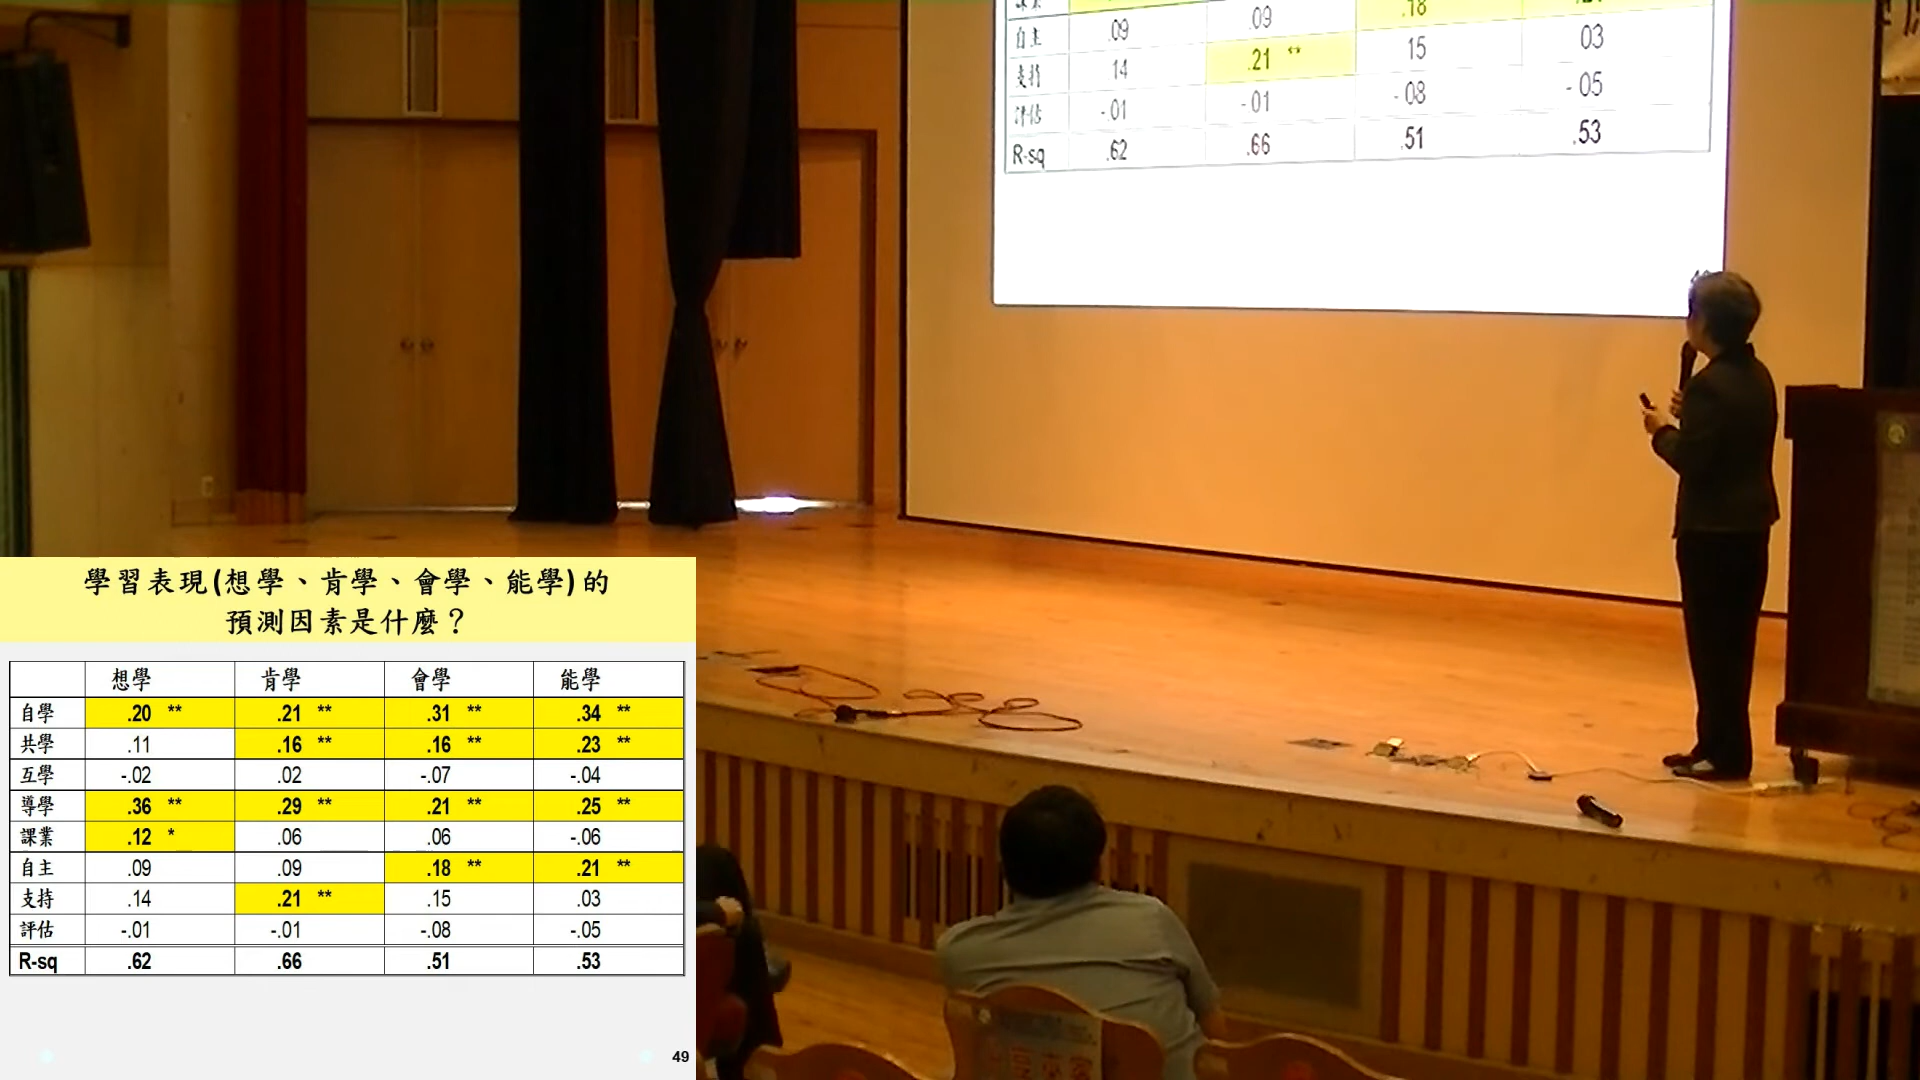 .09 .09 .18
自主 .14 .21 ** 15 03
支持 -.01 -01 -08 -05
評估
R-sq .62 .66 .51 .53
學習表現(想學、肯學、會學、能學)的
預測因素是什麼？
想學 肯學 會學 能學
自學 .20 ** .21 ** .31 ** .34 **
共學 .11 .16 ** .16 ** .23 **
互學 -.02 .02 -.07 -.04
導學 .36 ** .29 ** .21 ** .25 **
課業 .12 * .06 .06 -.06
自主 .09 .09 .18 ** .21 **
支持 .14 .21 ** .15 .03
評估 -.01 -.01 -.08 -.05
R-sq .62 .66 .51 .53
49